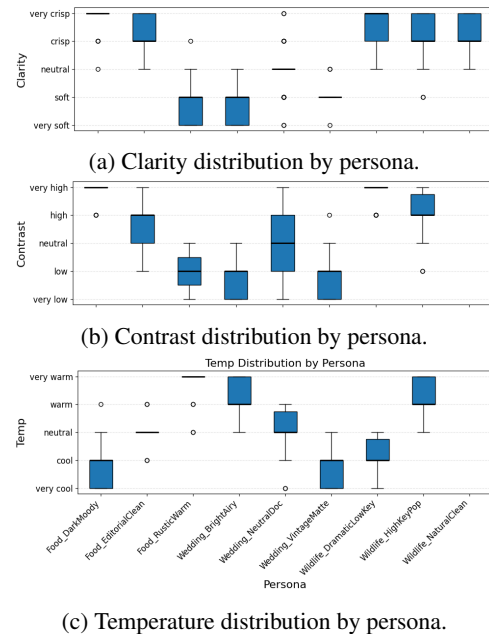 very crisp
crisp
neutral
soft
very soft
Clarity
(a) Clarity distribution by persona.
very high
high
neutral
low
very low
Contrast
(b) Contrast distribution by persona.
Temp Distribution by Persona
very warm
warm
neutral
cool
very cool
Temp
Food_DarkMoody
Food_EditorialClean
Food_RusticWarm
Wedding_BrightAiry
Wedding_NeutralDoc
Wedding_VintageMatte
Wildlife_DramaticLowKey
Wildlife_HighKeyPop
Wildlife_NaturalClean
Persona
(c) Temperature distribution by persona.